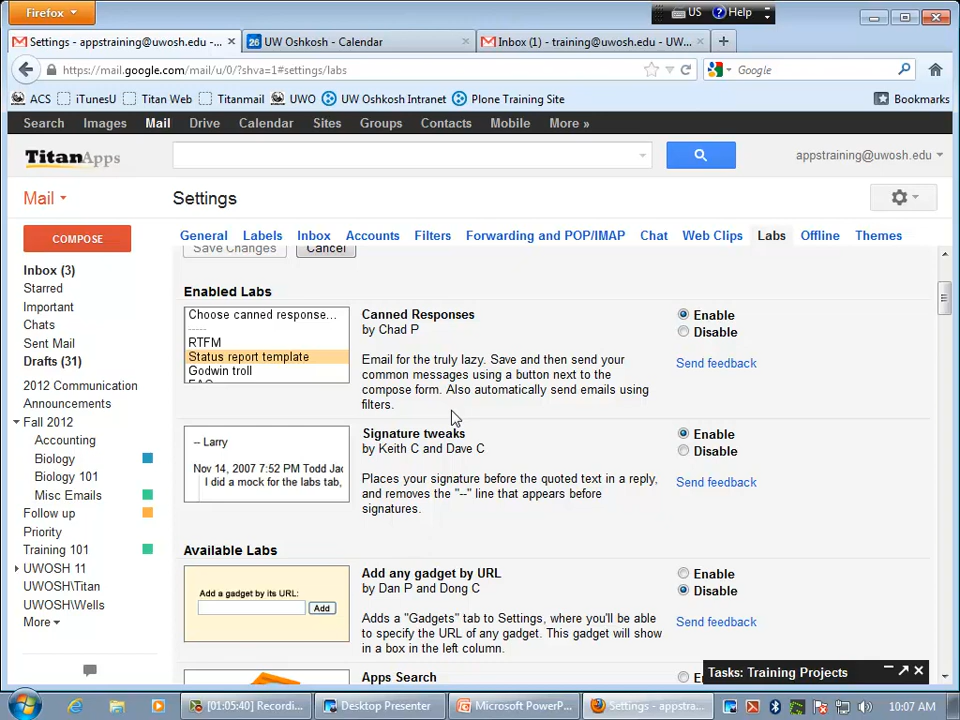 Firefox
US Help
Settings - appstraining@uwosh.edu -...
26 UW Oshkosh - Calendar
Inbox (1) - training@uwosh.edu - UW...
https://mail.google.com/mail/u/0/?shva=1#settings/labs
Google
ACS iTunesU Titan Web Titanmail UWO UW Oshkosh Intranet Plone Training Site Bookmarks
Search Images Mail Drive Calendar Sites Groups Contacts Mobile More »
TitanApps
appstraining@uwosh.edu
Mail
Settings
COMPOSE
General Labels Inbox Accounts Filters Forwarding and POP/IMAP Chat Web Clips Labs Offline Themes
Save Changes Cancel
Inbox (3)
Starred
Important
Chats
Sent Mail
Drafts (31)
2012 Communication
Announcements
Fall 2012
Accounting
Biology
Biology 101
Misc Emails
Follow up
Priority
Training 101
UWOSH 11
UWOSH\Titan
UWOSH\Wells
More
Enabled Labs
Choose canned response...
------
RTFM
Status report template
Godwin troll
FAQ
Canned Responses
by Chad P
Email for the truly lazy. Save and then send your
common messages using a button next to the
compose form. Also automatically send emails using
filters.
Enable
Disable
Send feedback
-- Larry
Nov 14, 2007 7:52 PM Todd Jac
I did a mock for the labs tab,
Signature tweaks
by Keith C and Dave C
Places your signature before the quoted text in a reply,
and removes the "--" line that appears before
signatures.
Enable
Disable
Send feedback
Available Labs
Add a gadget by its URL:
Add
Add any gadget by URL
by Dan P and Dong C
Adds a "Gadgets" tab to Settings, where you'll be able
to specify the URL of any gadget. This gadget will show
in a box in the left column.
Enable
Disable
Send feedback
Apps Search
Enable
Tasks: Training Projects
[01:05:40] Recordi...
Desktop Presenter
Microsoft PowerP...
Settings - appstra...
10:07 AM